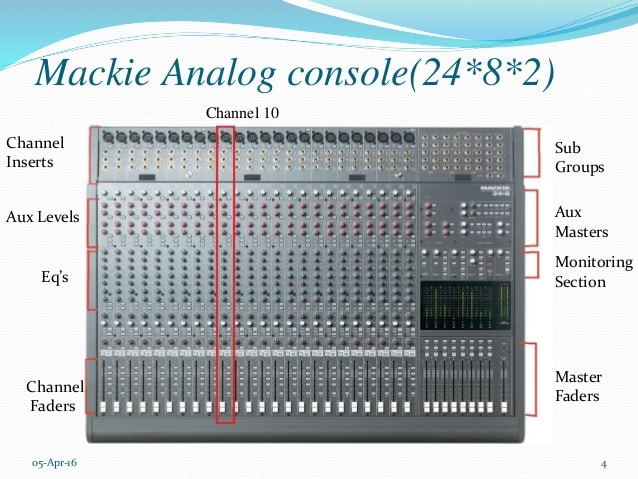 Mackie Analog console(24*8*2)
Channel 10
Channel
Inserts
Sub
Groups
Aux Levels
MACKIE
24•8
Aux
Masters
Eq's
Monitoring
Section
Channel
Faders
Master
Faders
05-Apr-16
4